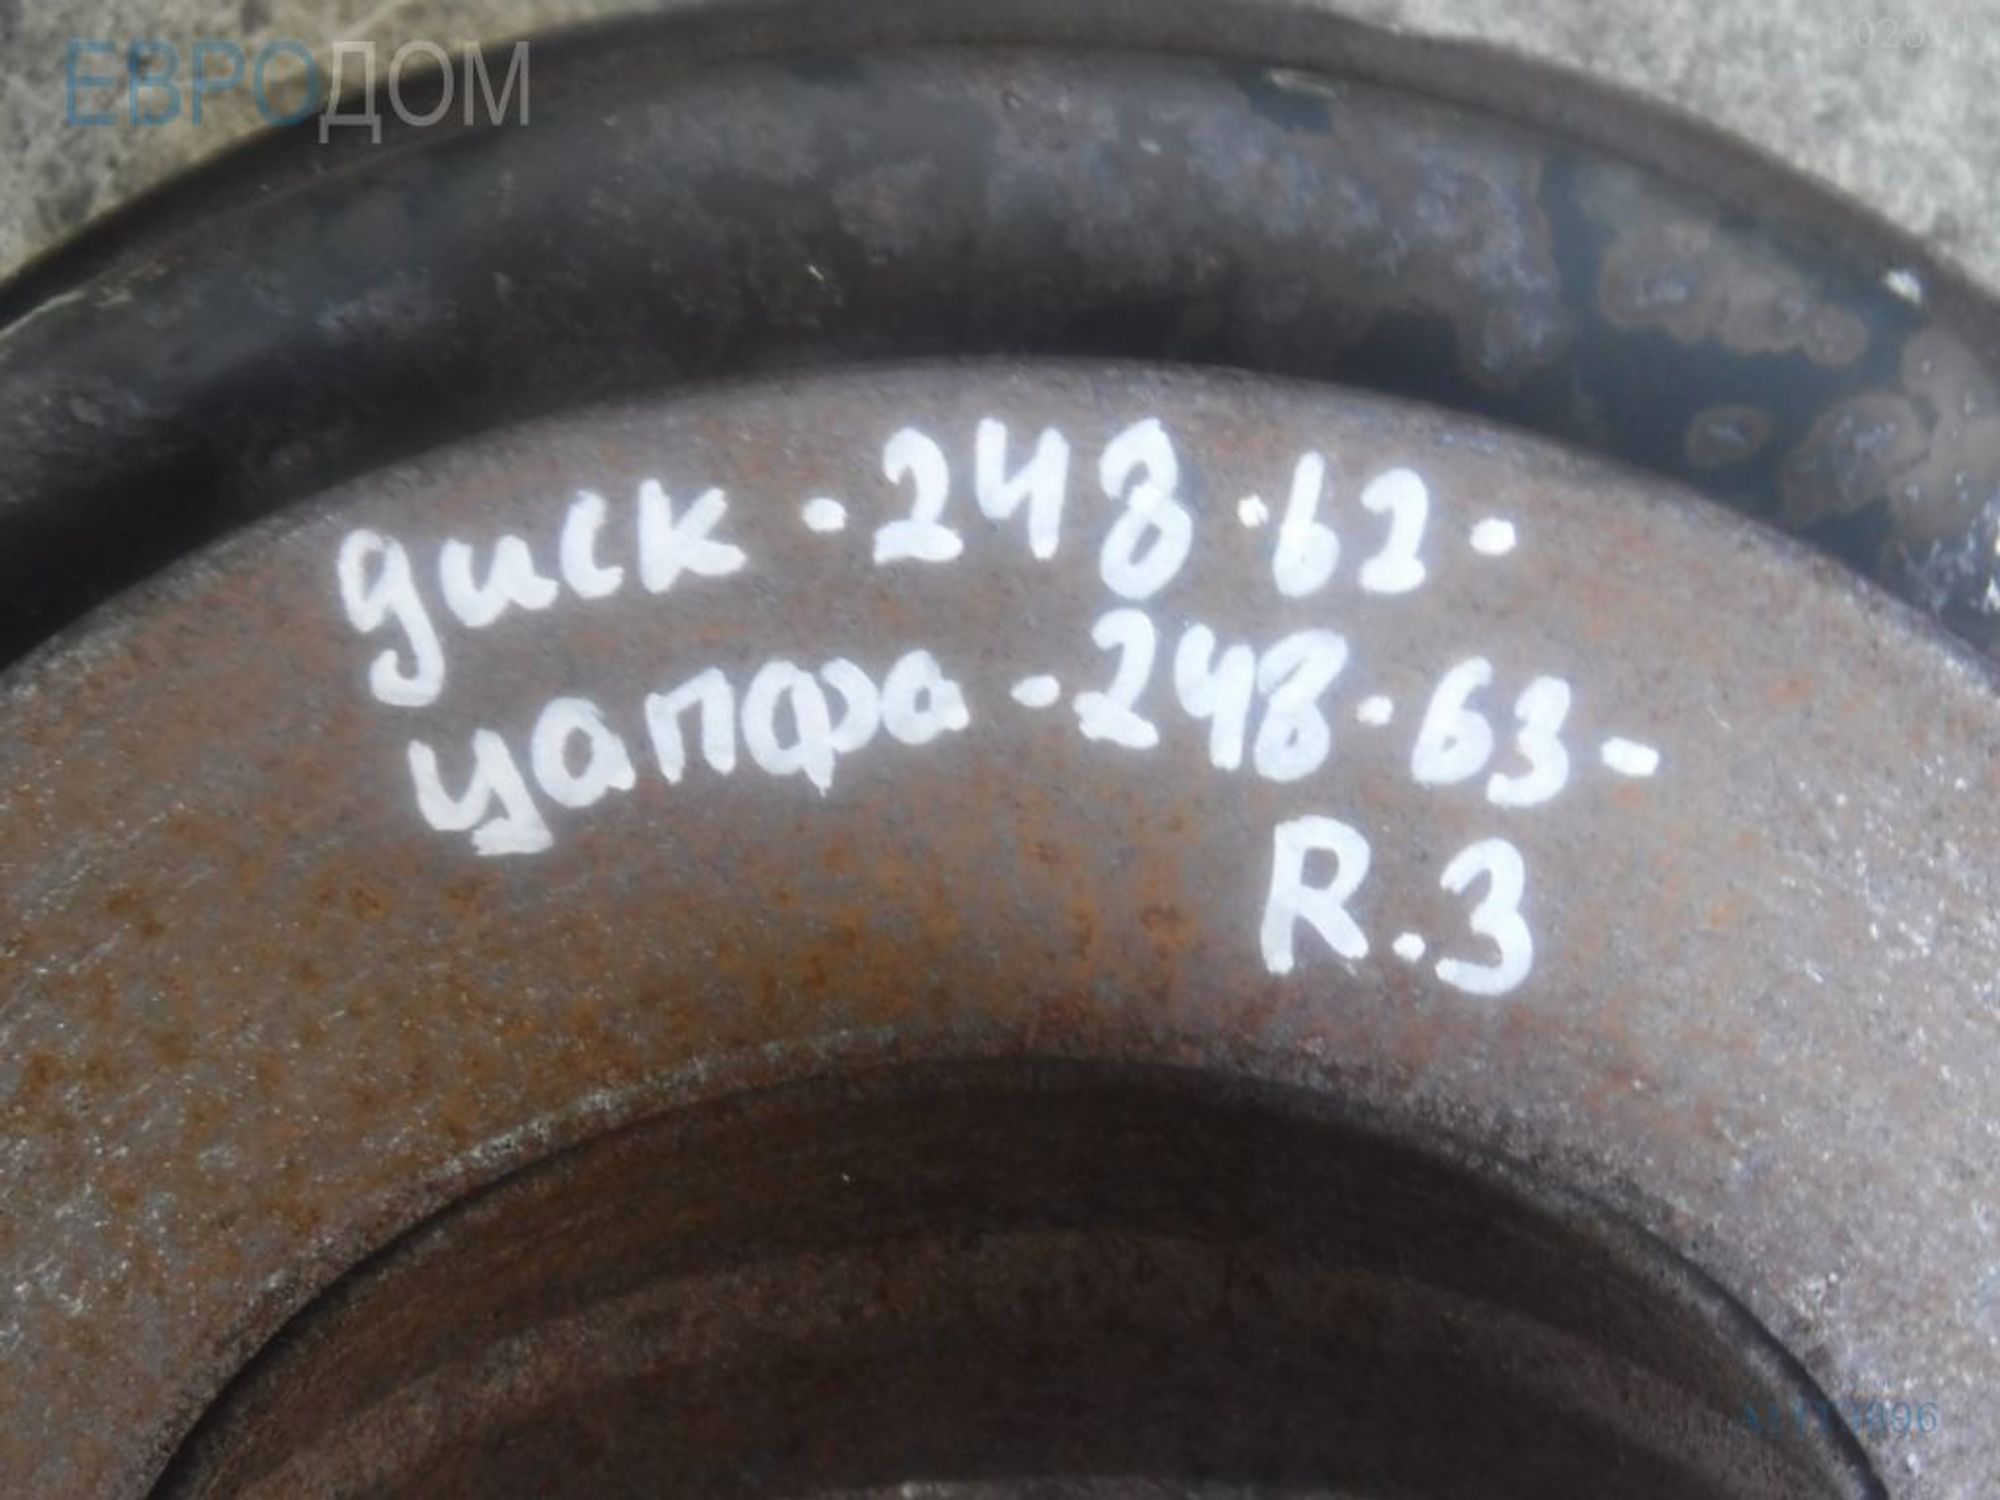 ЕВРОДОМ
диск-248.62-
цапфа-248.63-
R.3